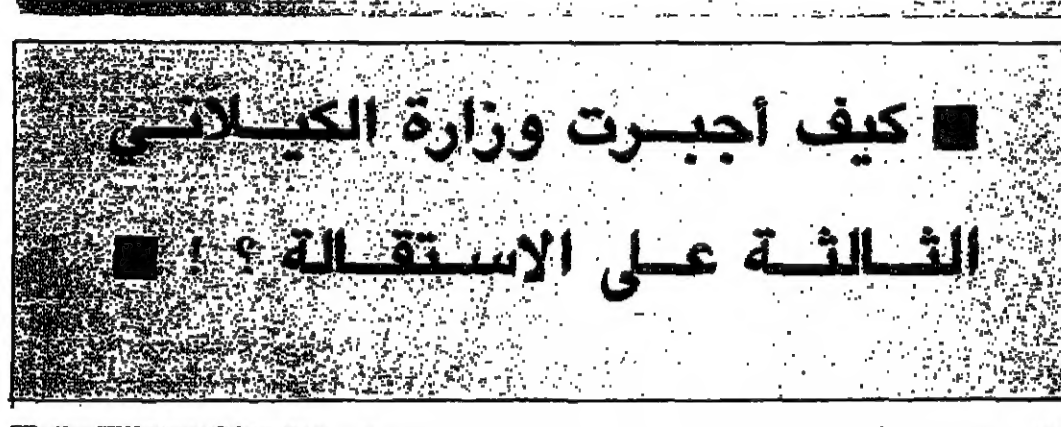 ■ كيف أجبرت وزارة الكيلاني
الثالثة على الاستقالة ؟ ! ■